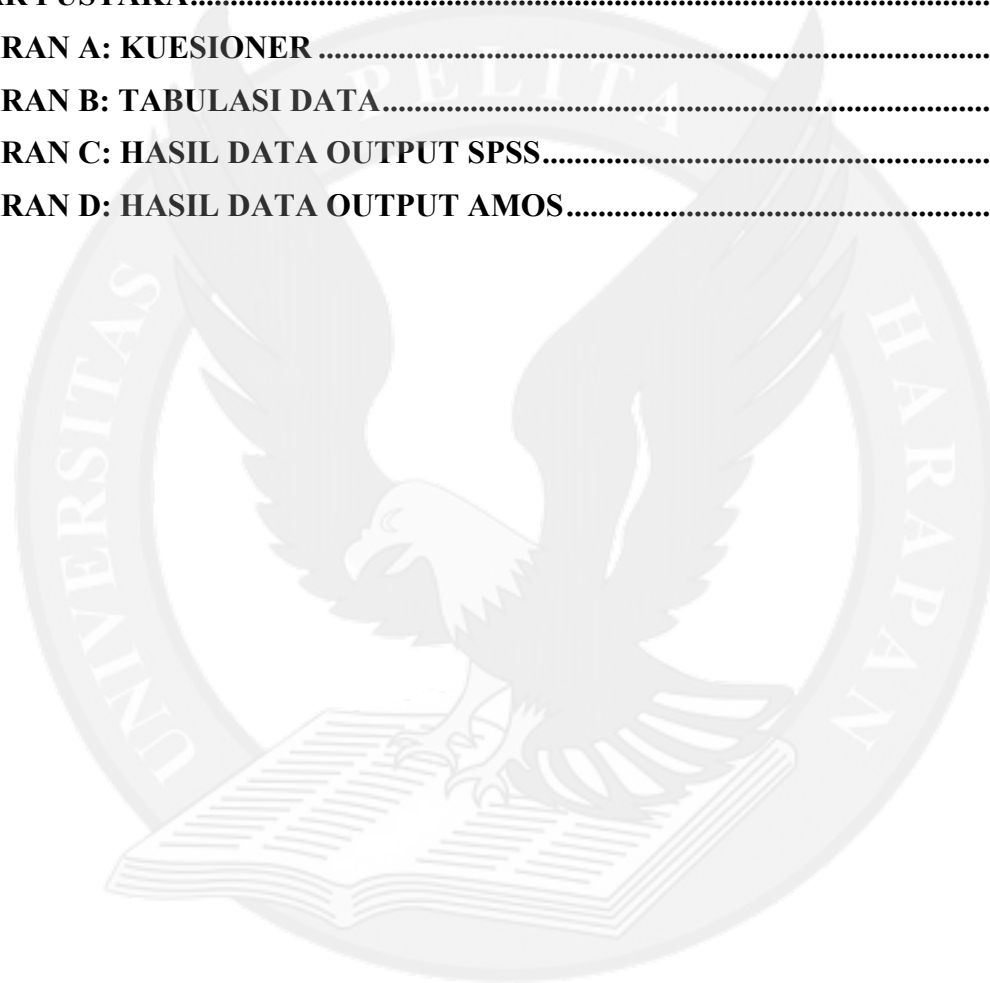 AR PUSTAKA....................................................................................................
RAN A: KUESIONER ....................................................................................
RAN B: TABULASI DATA............................................................................
RAN C: HASIL DATA OUTPUT SPSS........................................................
RAN D: HASIL DATA OUTPUT AMOS.....................................................
UNIVERSITAS PELITA HARAPAN